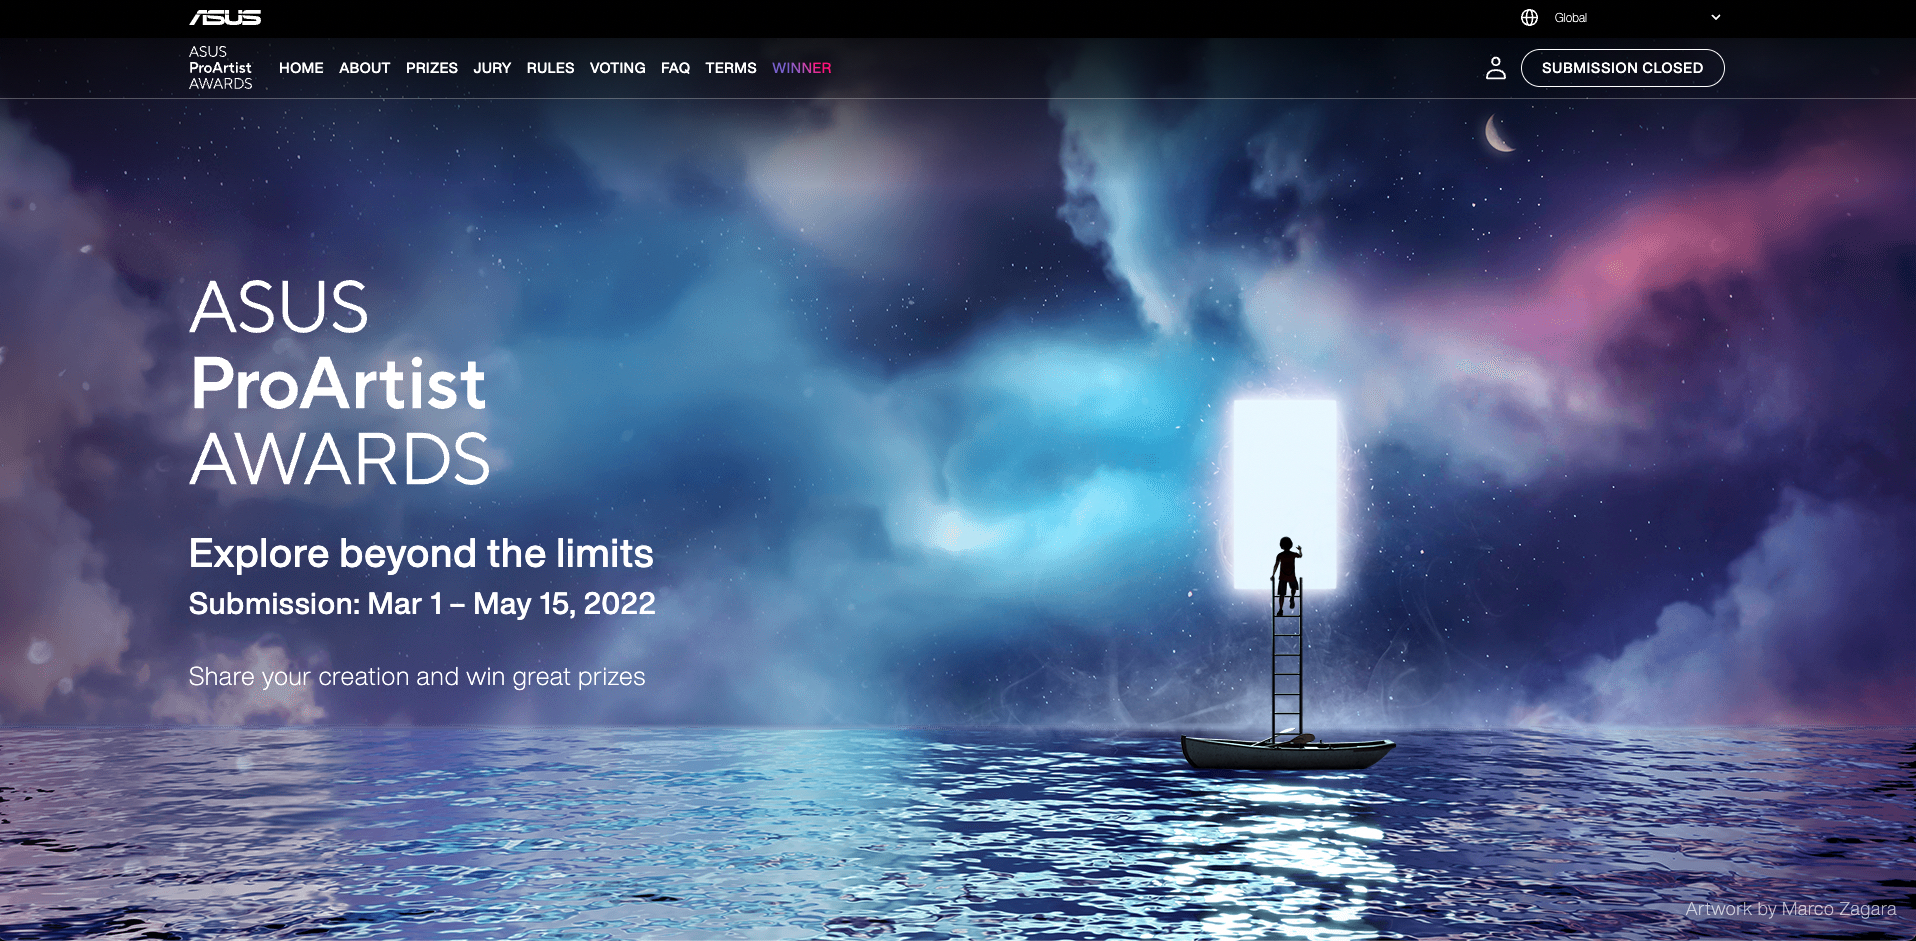 ASUS
Global
ASUS
ProArtist
AWARDS
HOME ABOUT PRIZES JURY RULES VOTING FAQ TERMS WINNER
SUBMISSION CLOSED
ASUS
ProArtist
AWARDS
Explore beyond the limits
Submission: Mar 1 – May 15, 2022
Share your creation and win great prizes
Artwork by Marco Zagara